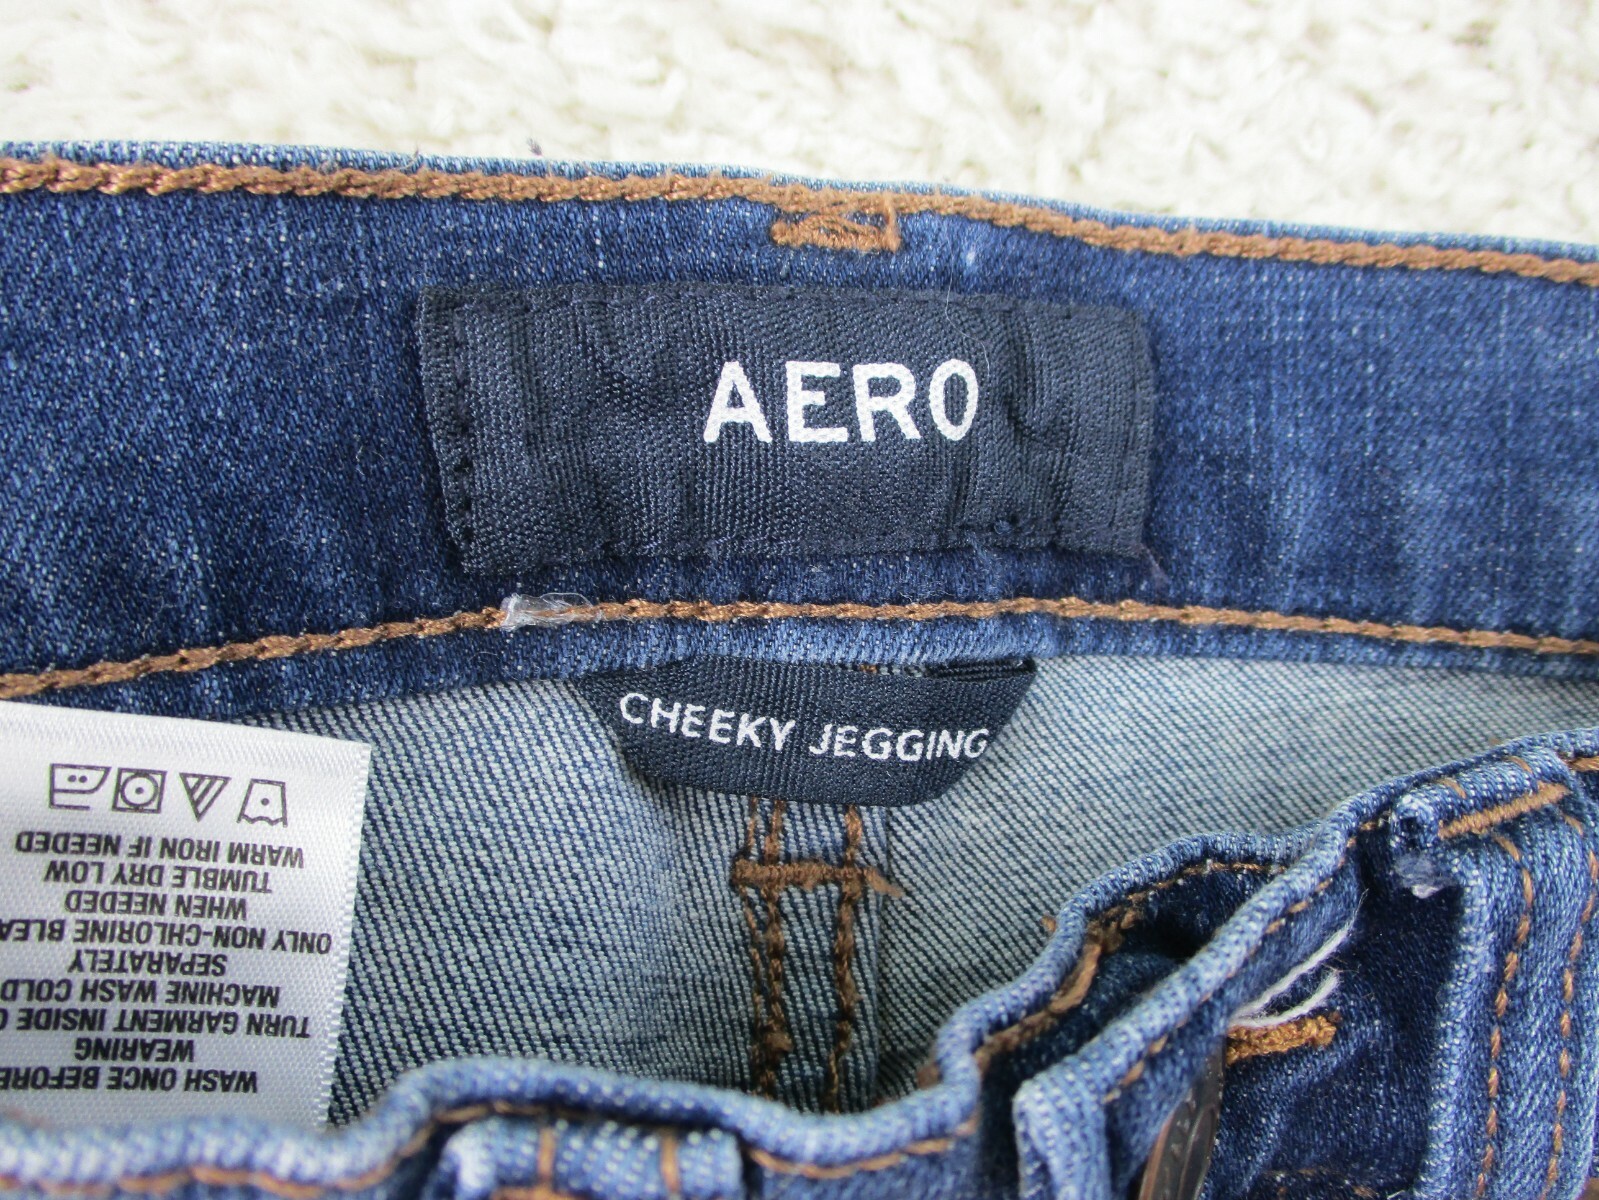 AERO
CHEEKY JEGGING
WASH ONCE BEFORE
WEARING
TURN GARMENT INSIDE
MACHINE WASH COLD
SEPARATELY
ONLY NON-CHLORINE
WHEN NEEDED
TUMBLE DRY LOW
WARM IRON IF NEEDED